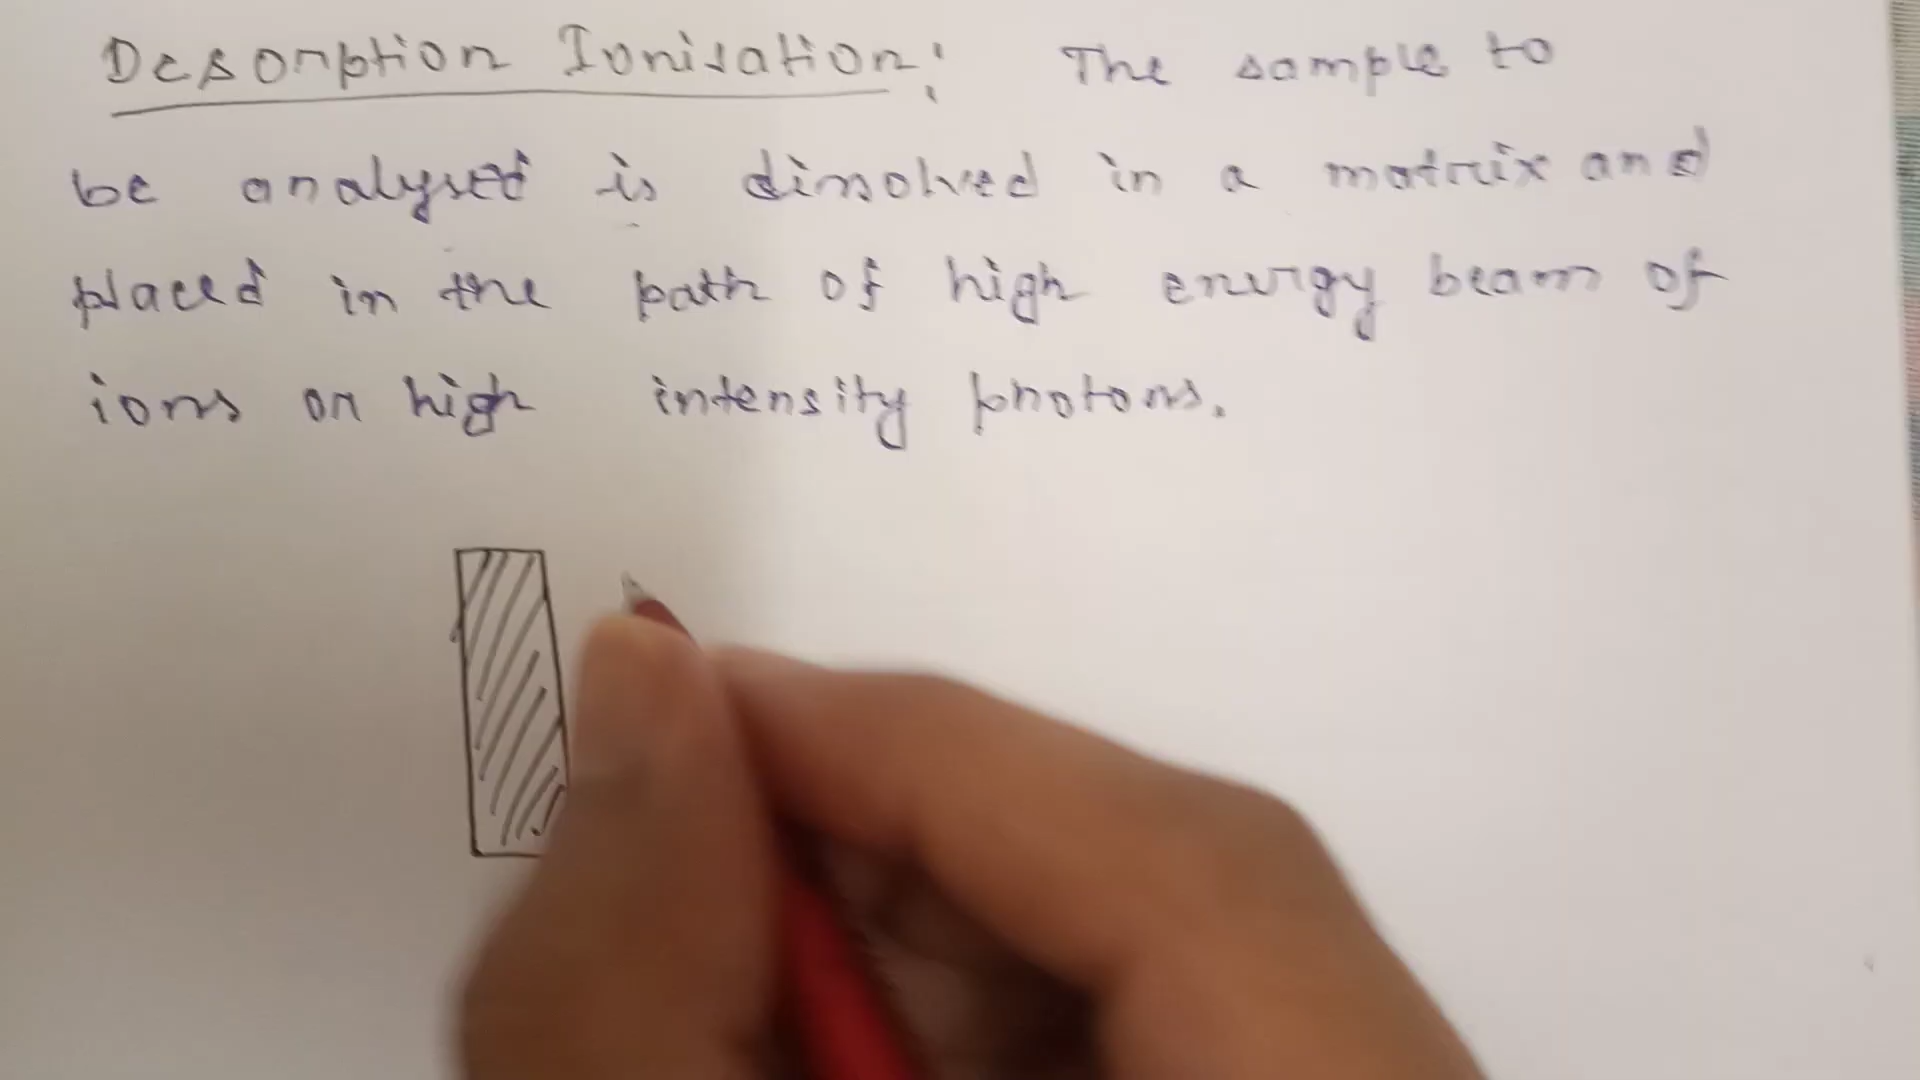 Desorption Ionisation: The sample to
be analysed is dissolved in a matrix and
placed in the path of high energy beam of
ions or high intensity photons.